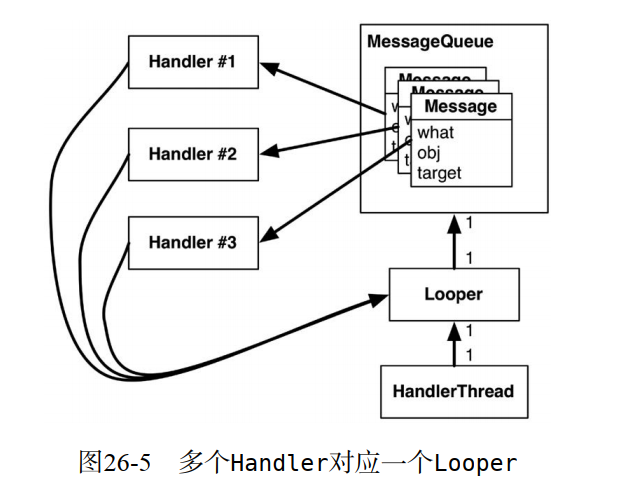 Handler #1
Handler #2
Handler #3
MessageQueue
Message
Message
Message
what
obj
target
1
1
Looper
1
1
HandlerThread
图26-5 多个Handler对应一个Looper